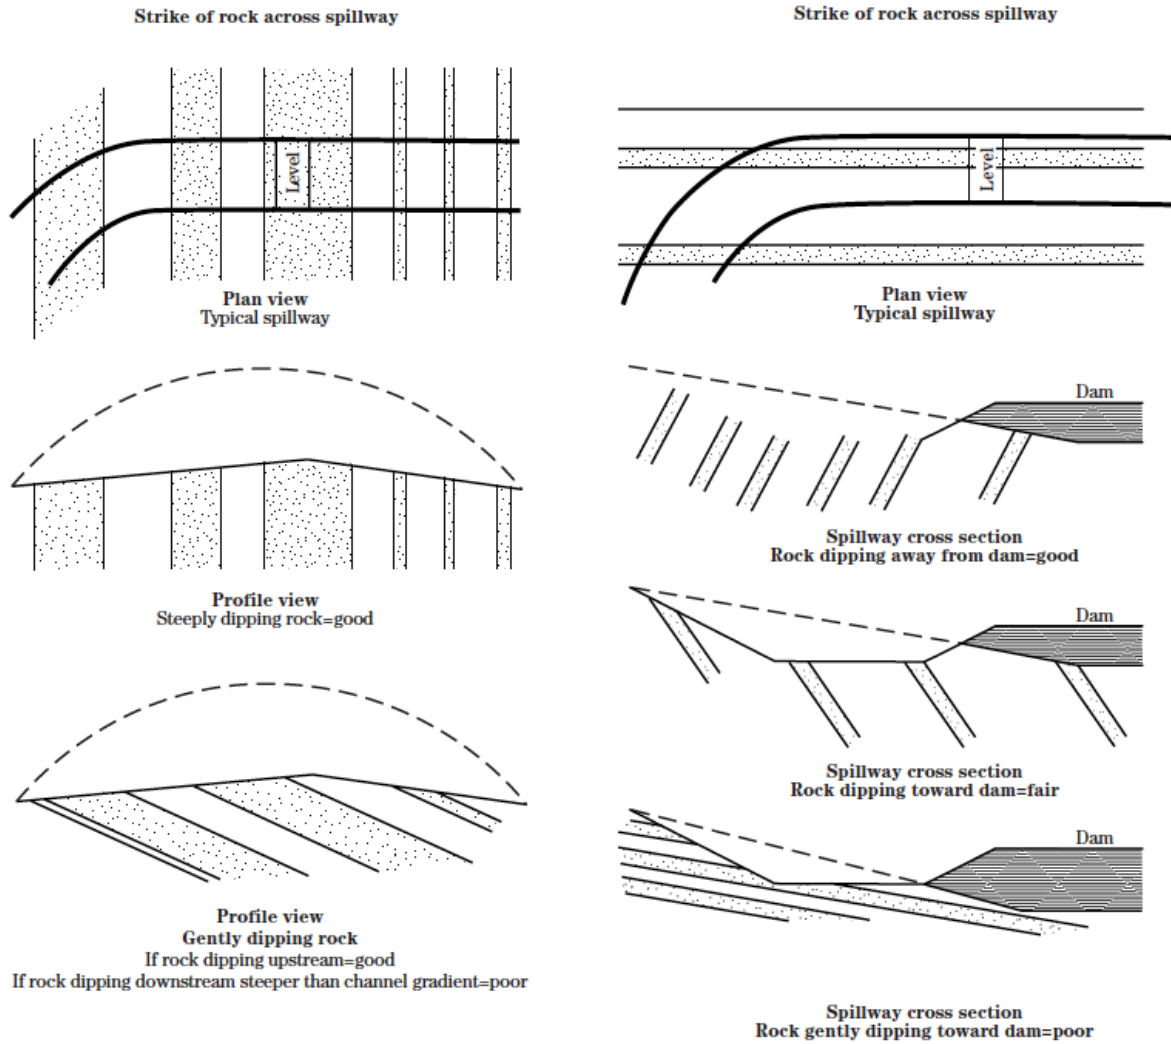 Strike of rock across spillway
Level
Plan view
Typical spillway
Profile view
Steeply dipping rock=good
Profile view
Gently dipping rock
If rock dipping upstream=good
If rock dipping downstream steeper than channel gradient=poor
Strike of rock across spillway
Level
Plan view
Typical spillway
Dam
Spillway cross section
Rock dipping away from dam=good
Dam
Spillway cross section
Rock dipping toward dam=fair
Dam
Spillway cross section
Rock gently dipping toward dam=poor